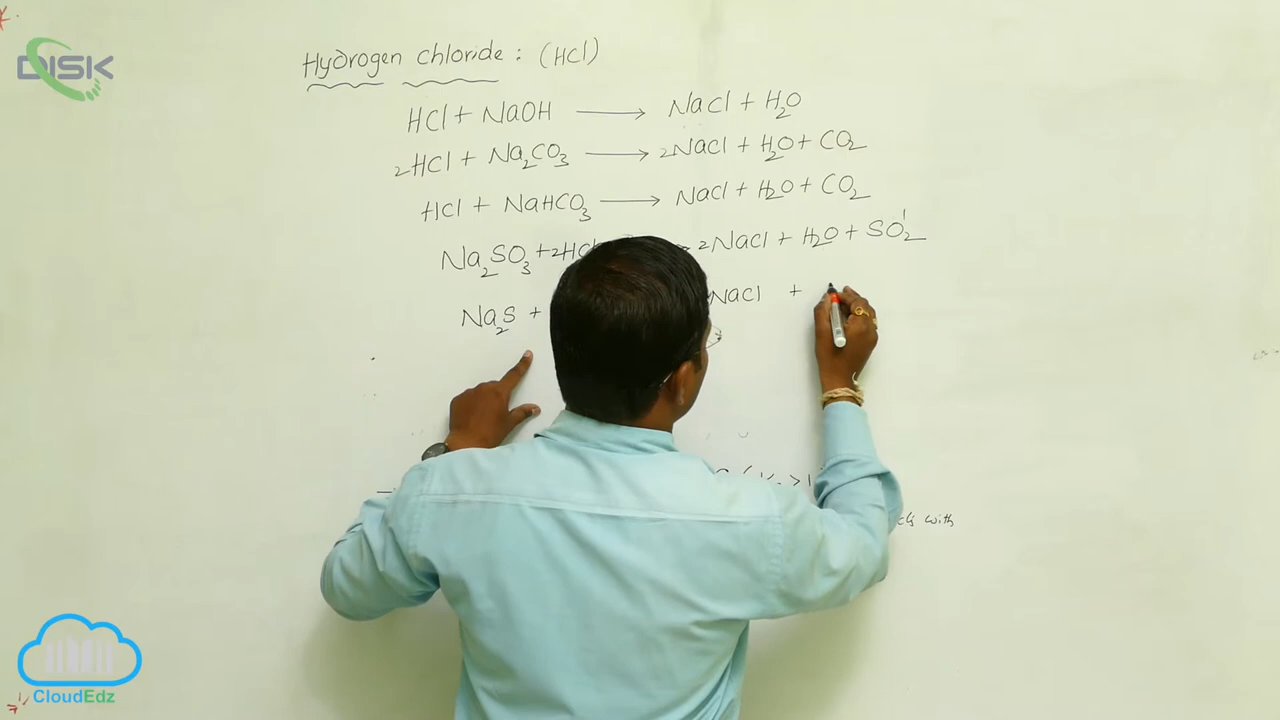 DISK
Hydrogen chloride : (HCl)
HCl + NaOH ⟶ NaCl + H₂O
2HCl + Na₂CO₃ ⟶ 2NaCl + H₂O + CO₂
HCl + NaHCO₃ ⟶ NaCl + H₂O + CO₂
Na₂SO₃ + 2HCl 2NaCl + H₂O + SO₂
Na₂S + NaCl +
with
CloudEdz